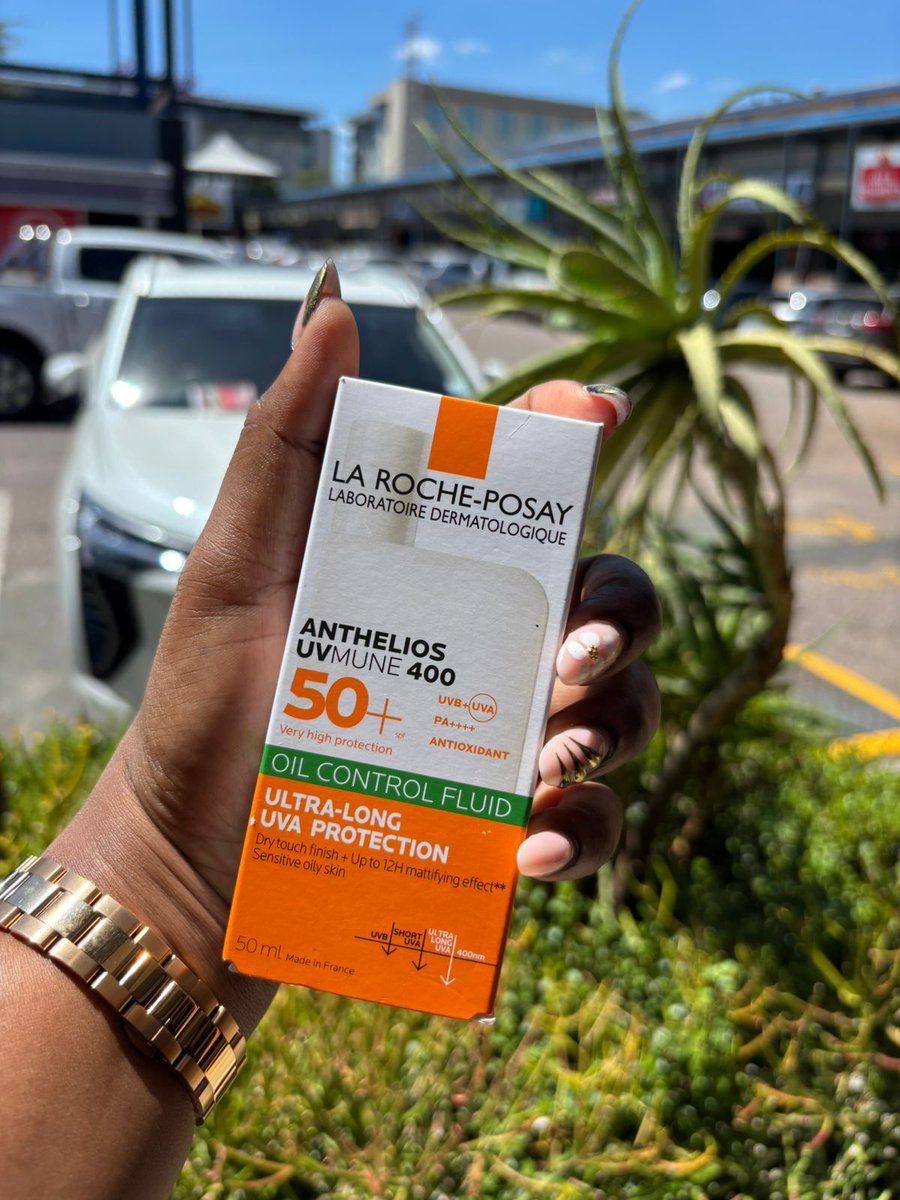 LA ROCHE-POSAY
LABORATOIRE DERMATOLOGIQUE
ANTHELIOS
UVMUNE 400
50+
spf
Very high protection
UVB+UVA
PA++++
ANTIOXIDANT
OIL CONTROL FLUID
ULTRA-LONG
UVA PROTECTION
Dry touch finish + Up to 12H mattifying effect**
Sensitive oily skin
UVB
SHORT
UVA
ULTRA
LONG
UVA
400nm
50 ml Made in France